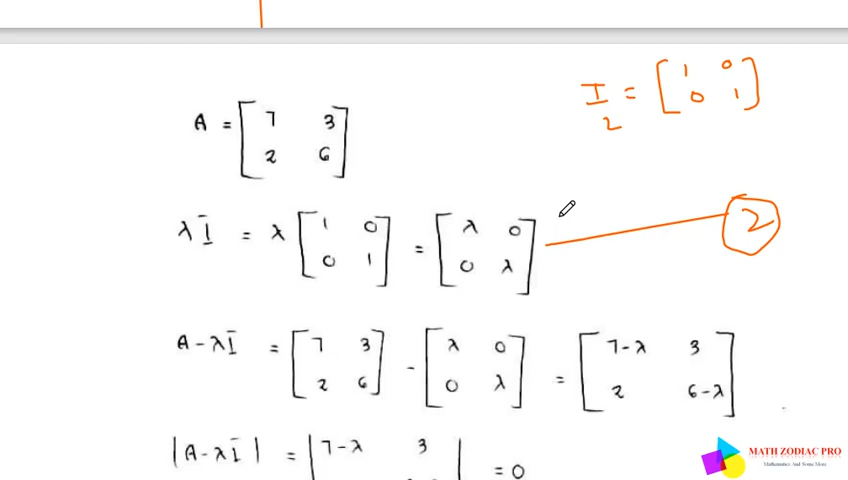 I₂ = [1 0; 0 1]
A = [7 3; 2 6]
λI = λ [1 0; 0 1] = [λ 0; 0 λ] ② 
A - λI = [7 3; 2 6] - [λ 0; 0 λ] = [7-λ 3; 2 6-λ]
|A - λI| = |7-λ 3| = 0
MATH ZODIAC PRO
Mathematics And Some More